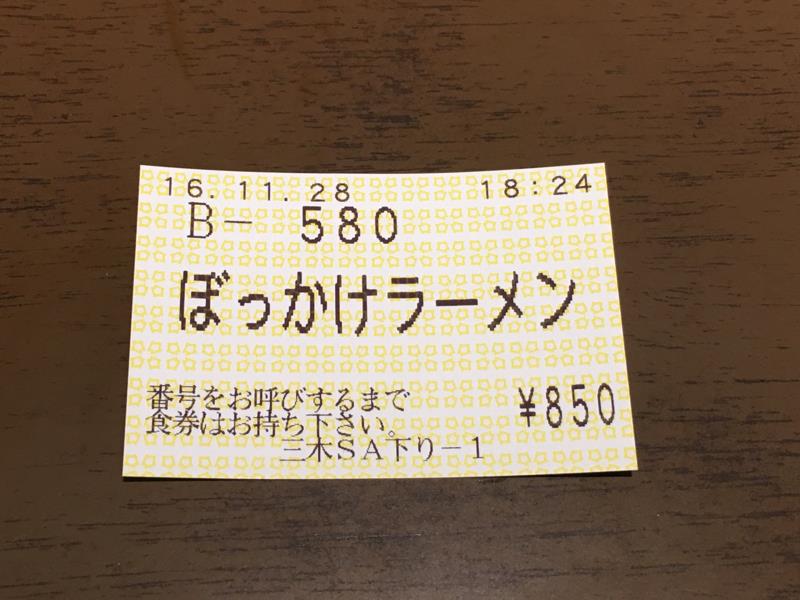 16.11.28 18:24
B- 580
ぼっかけラーメン
番号をお呼びするまで
食券はお持ち下さい。
¥850
三木SA下り-1